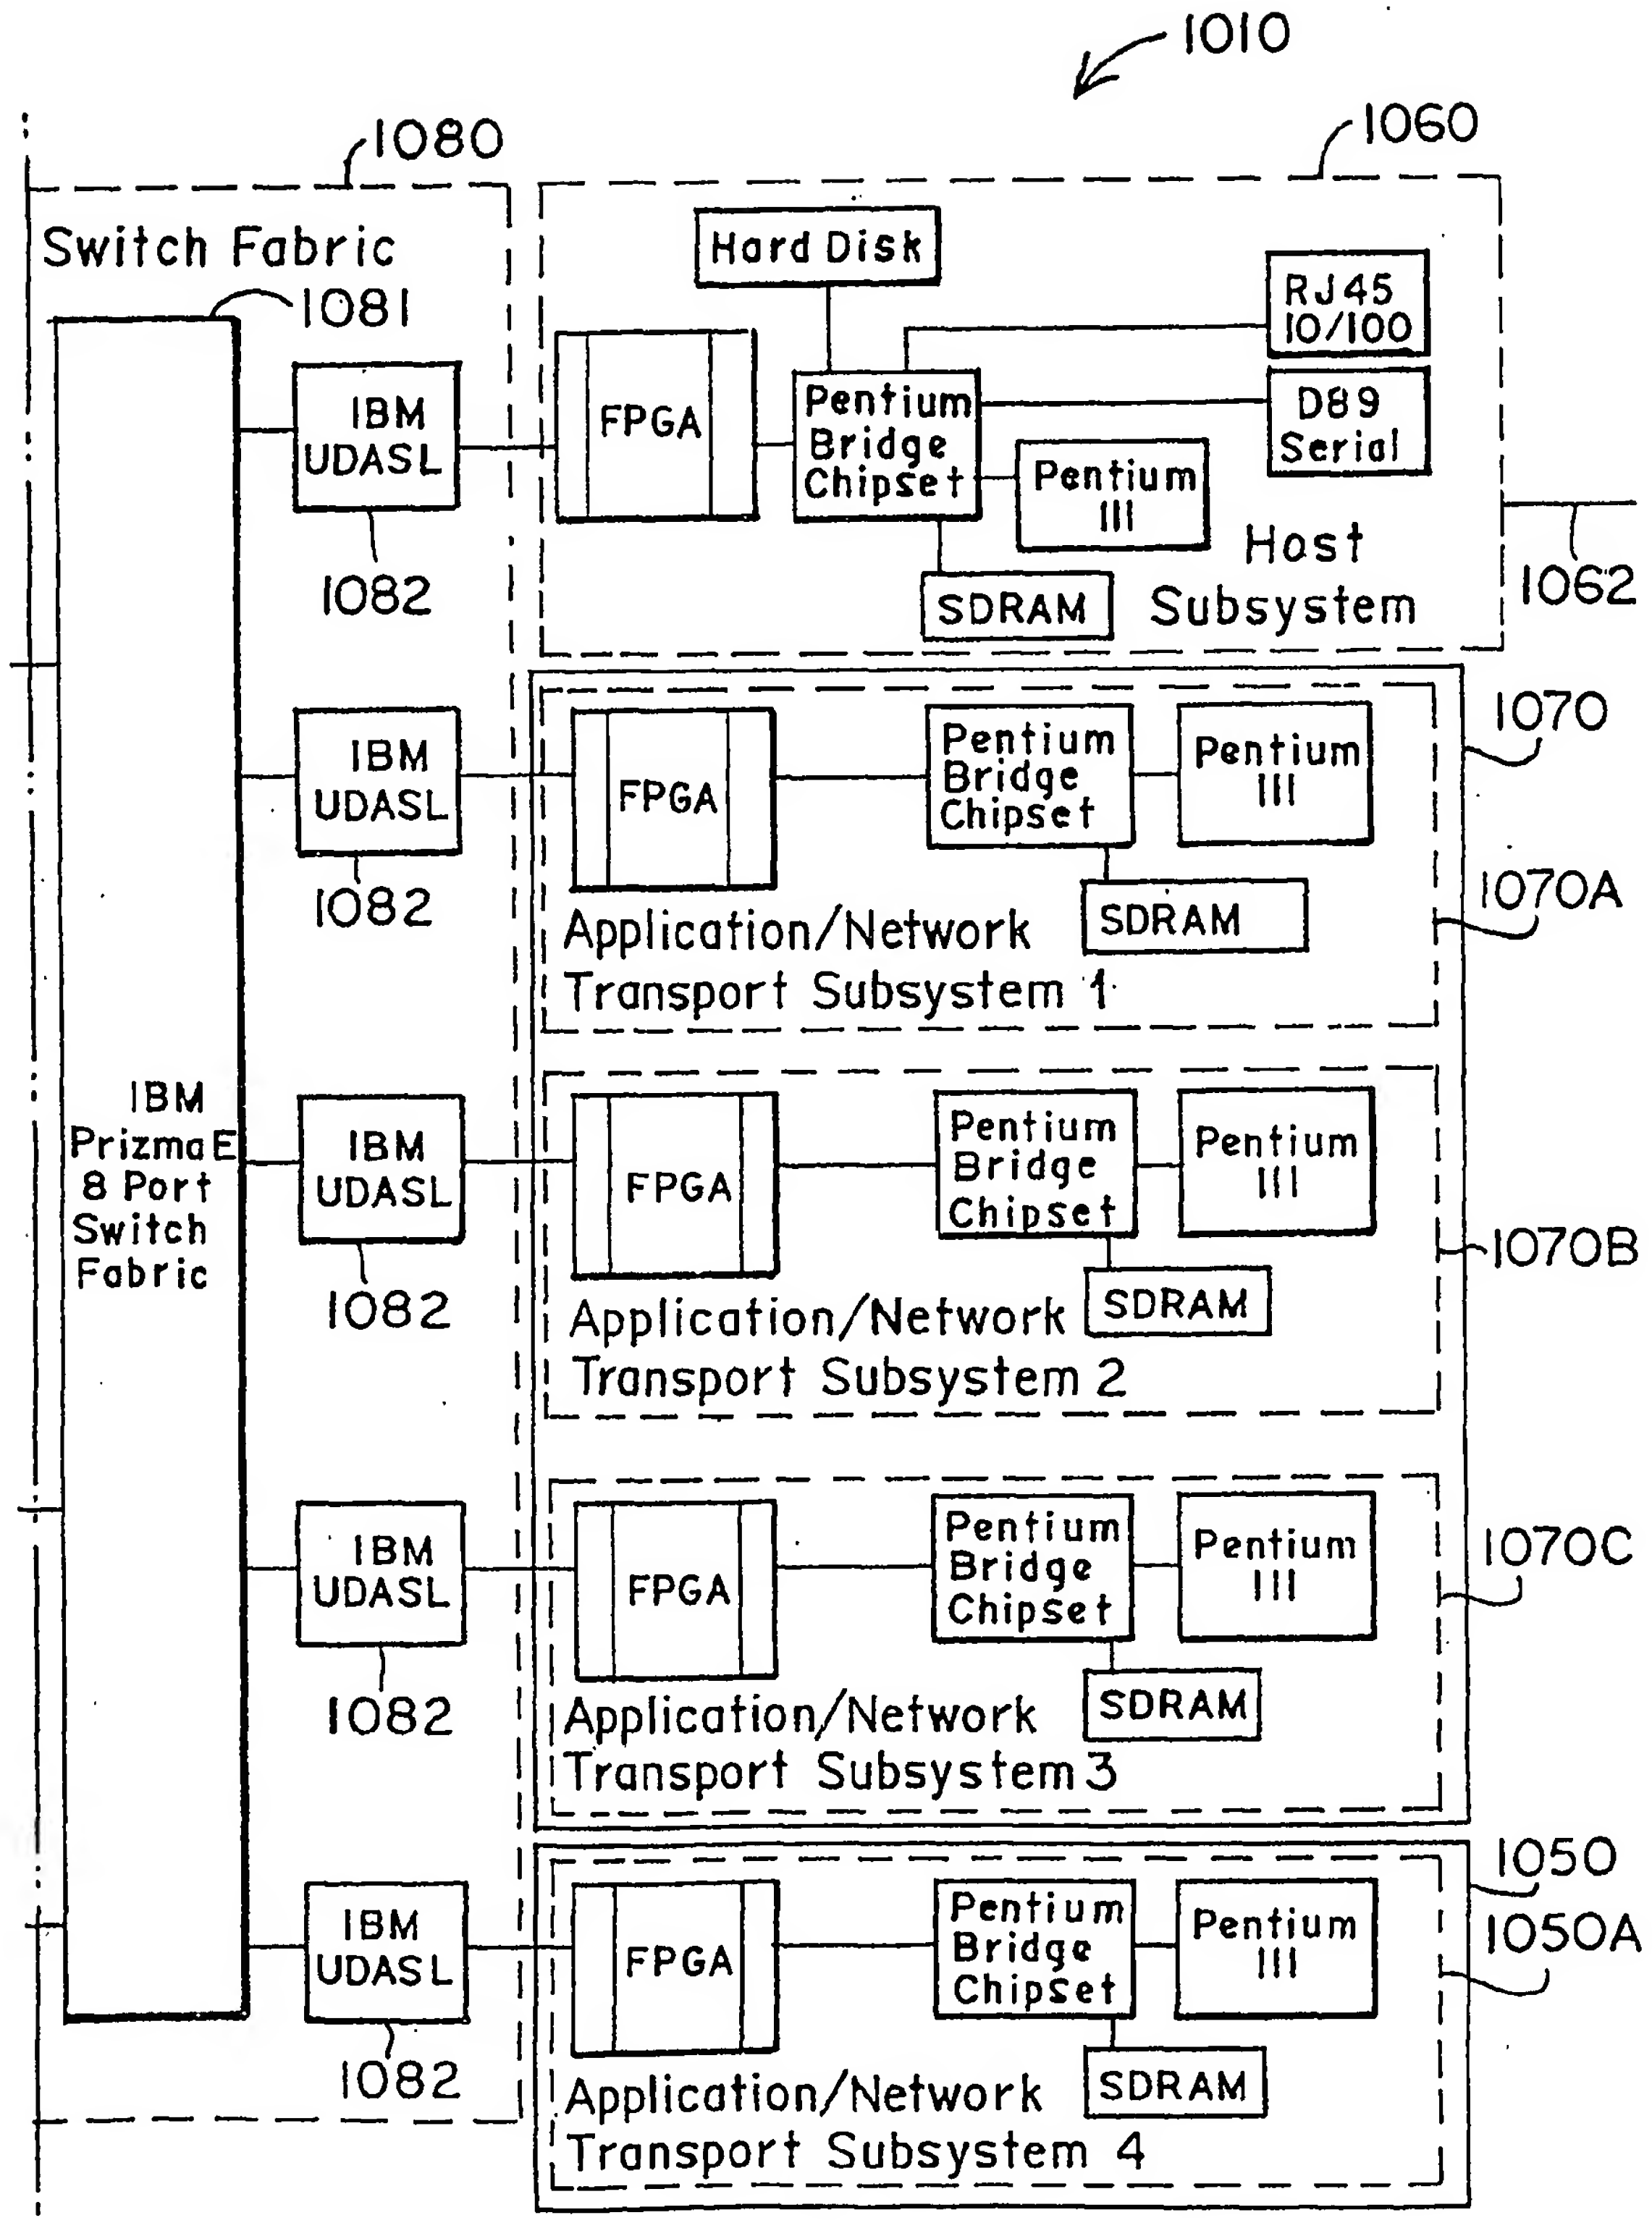 1010
1080
1060
Switch Fabric
1081
Hard Disk
RJ45
10/100
IBM
UDASL
FPGA
Pentium
Bridge
Chipset
D89
Serial
Pentium
III
1082
SDRAM
Host
Subsystem
1062
IBM
UDASL
1082
FPGA
Pentium
Bridge
Chipset
Pentium
III
SDRAM
Application/Network
Transport Subsystem 1
1070
1070A
IBM
PrizmaE
8 Port
Switch
Fabric
IBM
UDASL
1082
FPGA
Pentium
Bridge
Chipset
Pentium
III
SDRAM
Application/Network
Transport Subsystem 2
1070B
IBM
UDASL
1082
FPGA
Pentium
Bridge
Chipset
Pentium
III
SDRAM
Application/Network
Transport Subsystem 3
1070C
IBM
UDASL
1082
FPGA
Pentium
Bridge
Chipset
Pentium
III
SDRAM
Application/Network
Transport Subsystem 4
1050
1050A